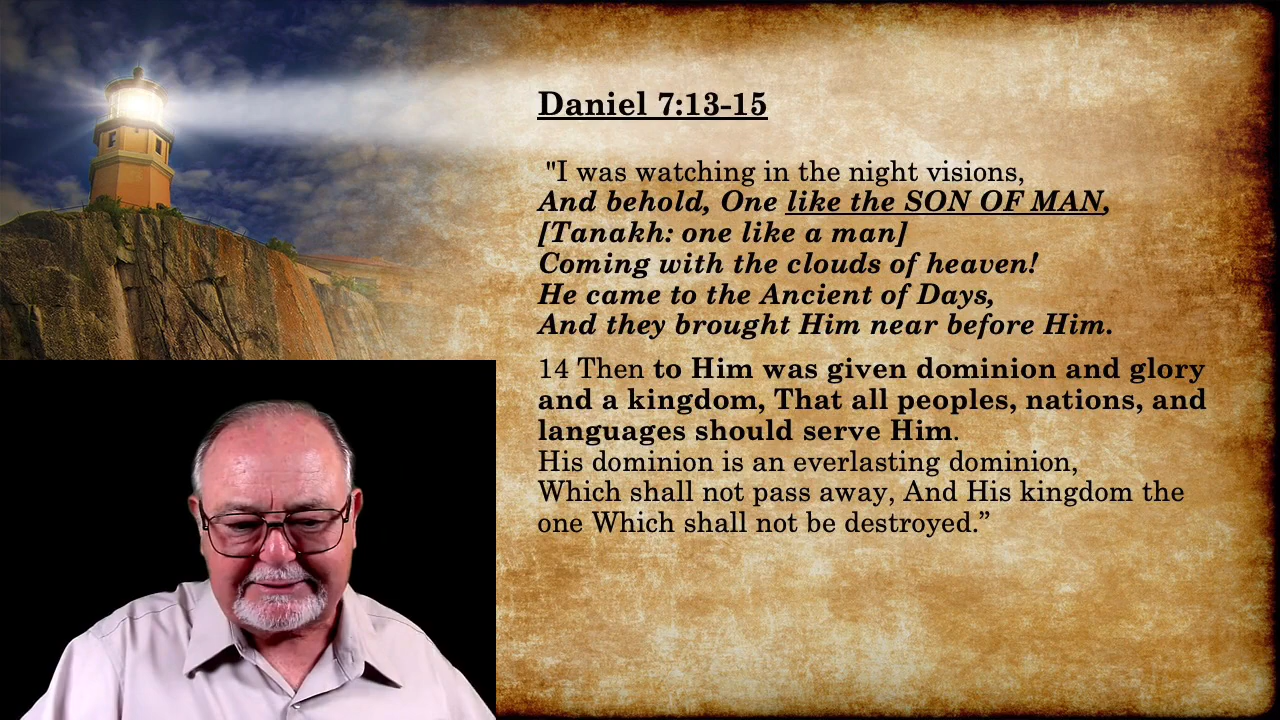 Daniel 7:13-15
"I was watching in the night visions,
And behold, One like the SON OF MAN,
[Tanakh: one like a man]
Coming with the clouds of heaven!
He came to the Ancient of Days,
And they brought Him near before Him.
14 Then to Him was given dominion and glory
and a kingdom, That all peoples, nations, and
languages should serve Him.
His dominion is an everlasting dominion,
Which shall not pass away, And His kingdom the
one Which shall not be destroyed.”